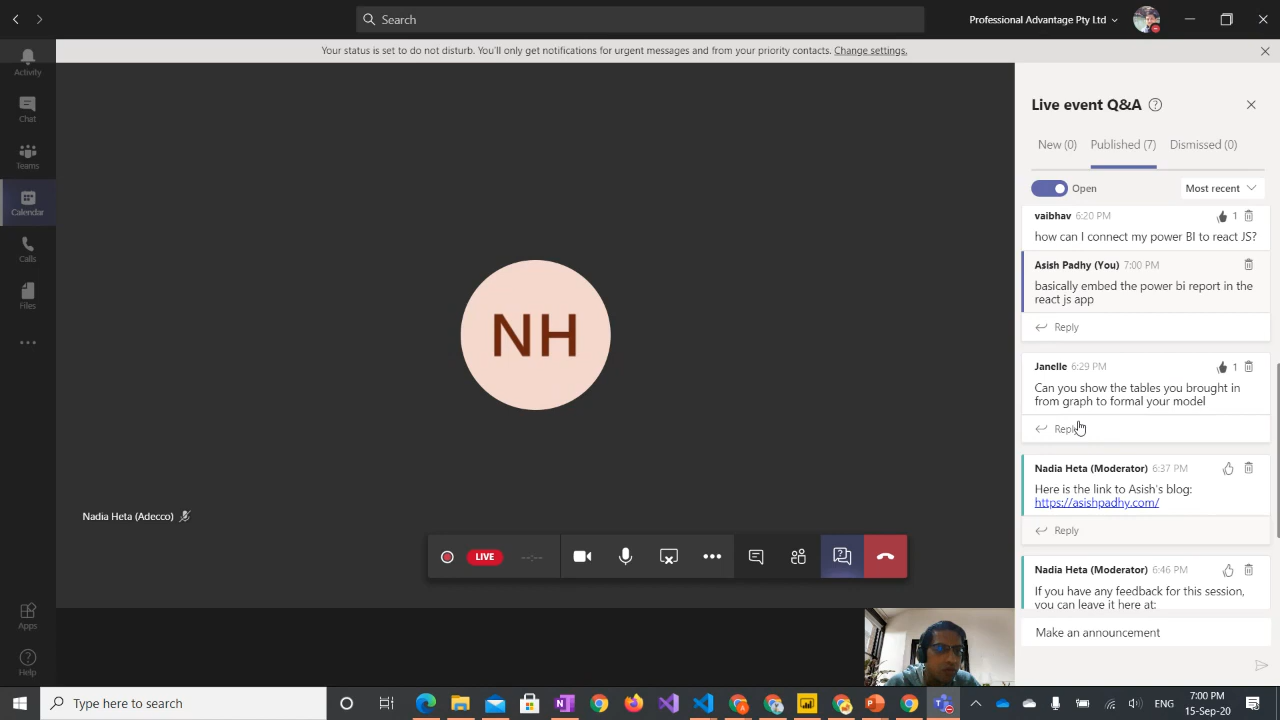 Search
Professional Advantage Pty Ltd
Your status is set to do not disturb. You'll only get notifications for urgent messages and from your priority contacts. Change settings.
Activity
Chat
Teams
Calendar
Calls
Files
Apps
Help
NH
Nadia Heta (Adecco)
LIVE
--:--
Live event Q&A
New (0) Published (7) Dismissed (0)
Open Most recent
vaibhav 6:20 PM 1
how can I connect my power BI to react JS?
Asish Padhy (You) 7:00 PM
basically embed the power bi report in the
react js app
Reply
Janelle 6:29 PM 1
Can you show the tables you brought in
from graph to formal your model
Reply
Nadia Heta (Moderator) 6:37 PM
Here is the link to Asish's blog:
https://asishpadhy.com/
Reply
Nadia Heta (Moderator) 6:46 PM
If you have any feedback for this session,
you can leave it here at:
Make an announcement
Type here to search
ENG
7:00 PM
15-Sep-20